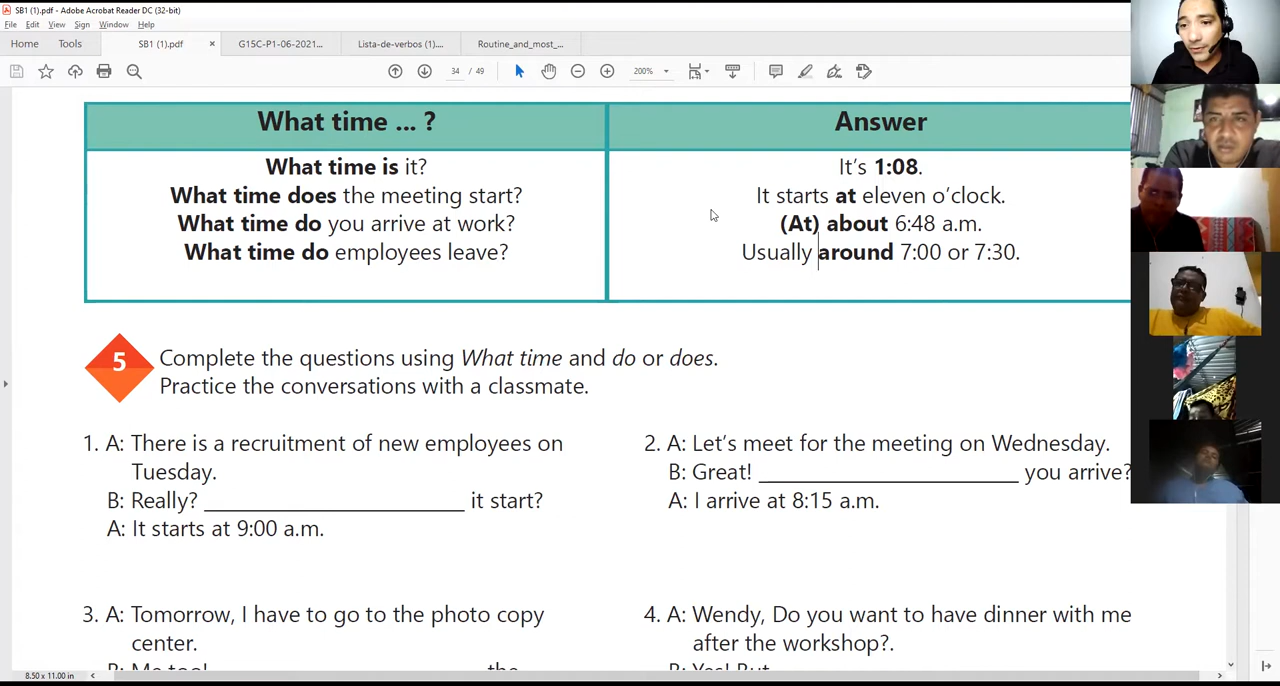 SB1 (1).pdf - Adobe Acrobat Reader DC (32-bit)
File Edit View Sign Window Help
Home Tools SB1 (1).pdf × G15C-P1-06-2021... Lista-de-verbos (1).... Routine_and_most_...
34 / 49 200%
What time ... ? Answer
What time is it? It's 1:08.
What time does the meeting start? It starts at eleven o'clock.
What time do you arrive at work? (At) about 6:48 a.m.
What time do employees leave? Usually around 7:00 or 7:30.
5 Complete the questions using What time and do or does.
Practice the conversations with a classmate.
1. A: There is a recruitment of new employees on
Tuesday.
B: Really? ______________________ it start?
A: It starts at 9:00 a.m.
2. A: Let's meet for the meeting on Wednesday.
B: Great! ______________________ you arrive?
A: I arrive at 8:15 a.m.
3. A: Tomorrow, I have to go to the photo copy
center.
B: Me too! ______________________ the
4. A: Wendy, Do you want to have dinner with me
after the workshop?.
B: Yes! But
8.50 x 11.00 in